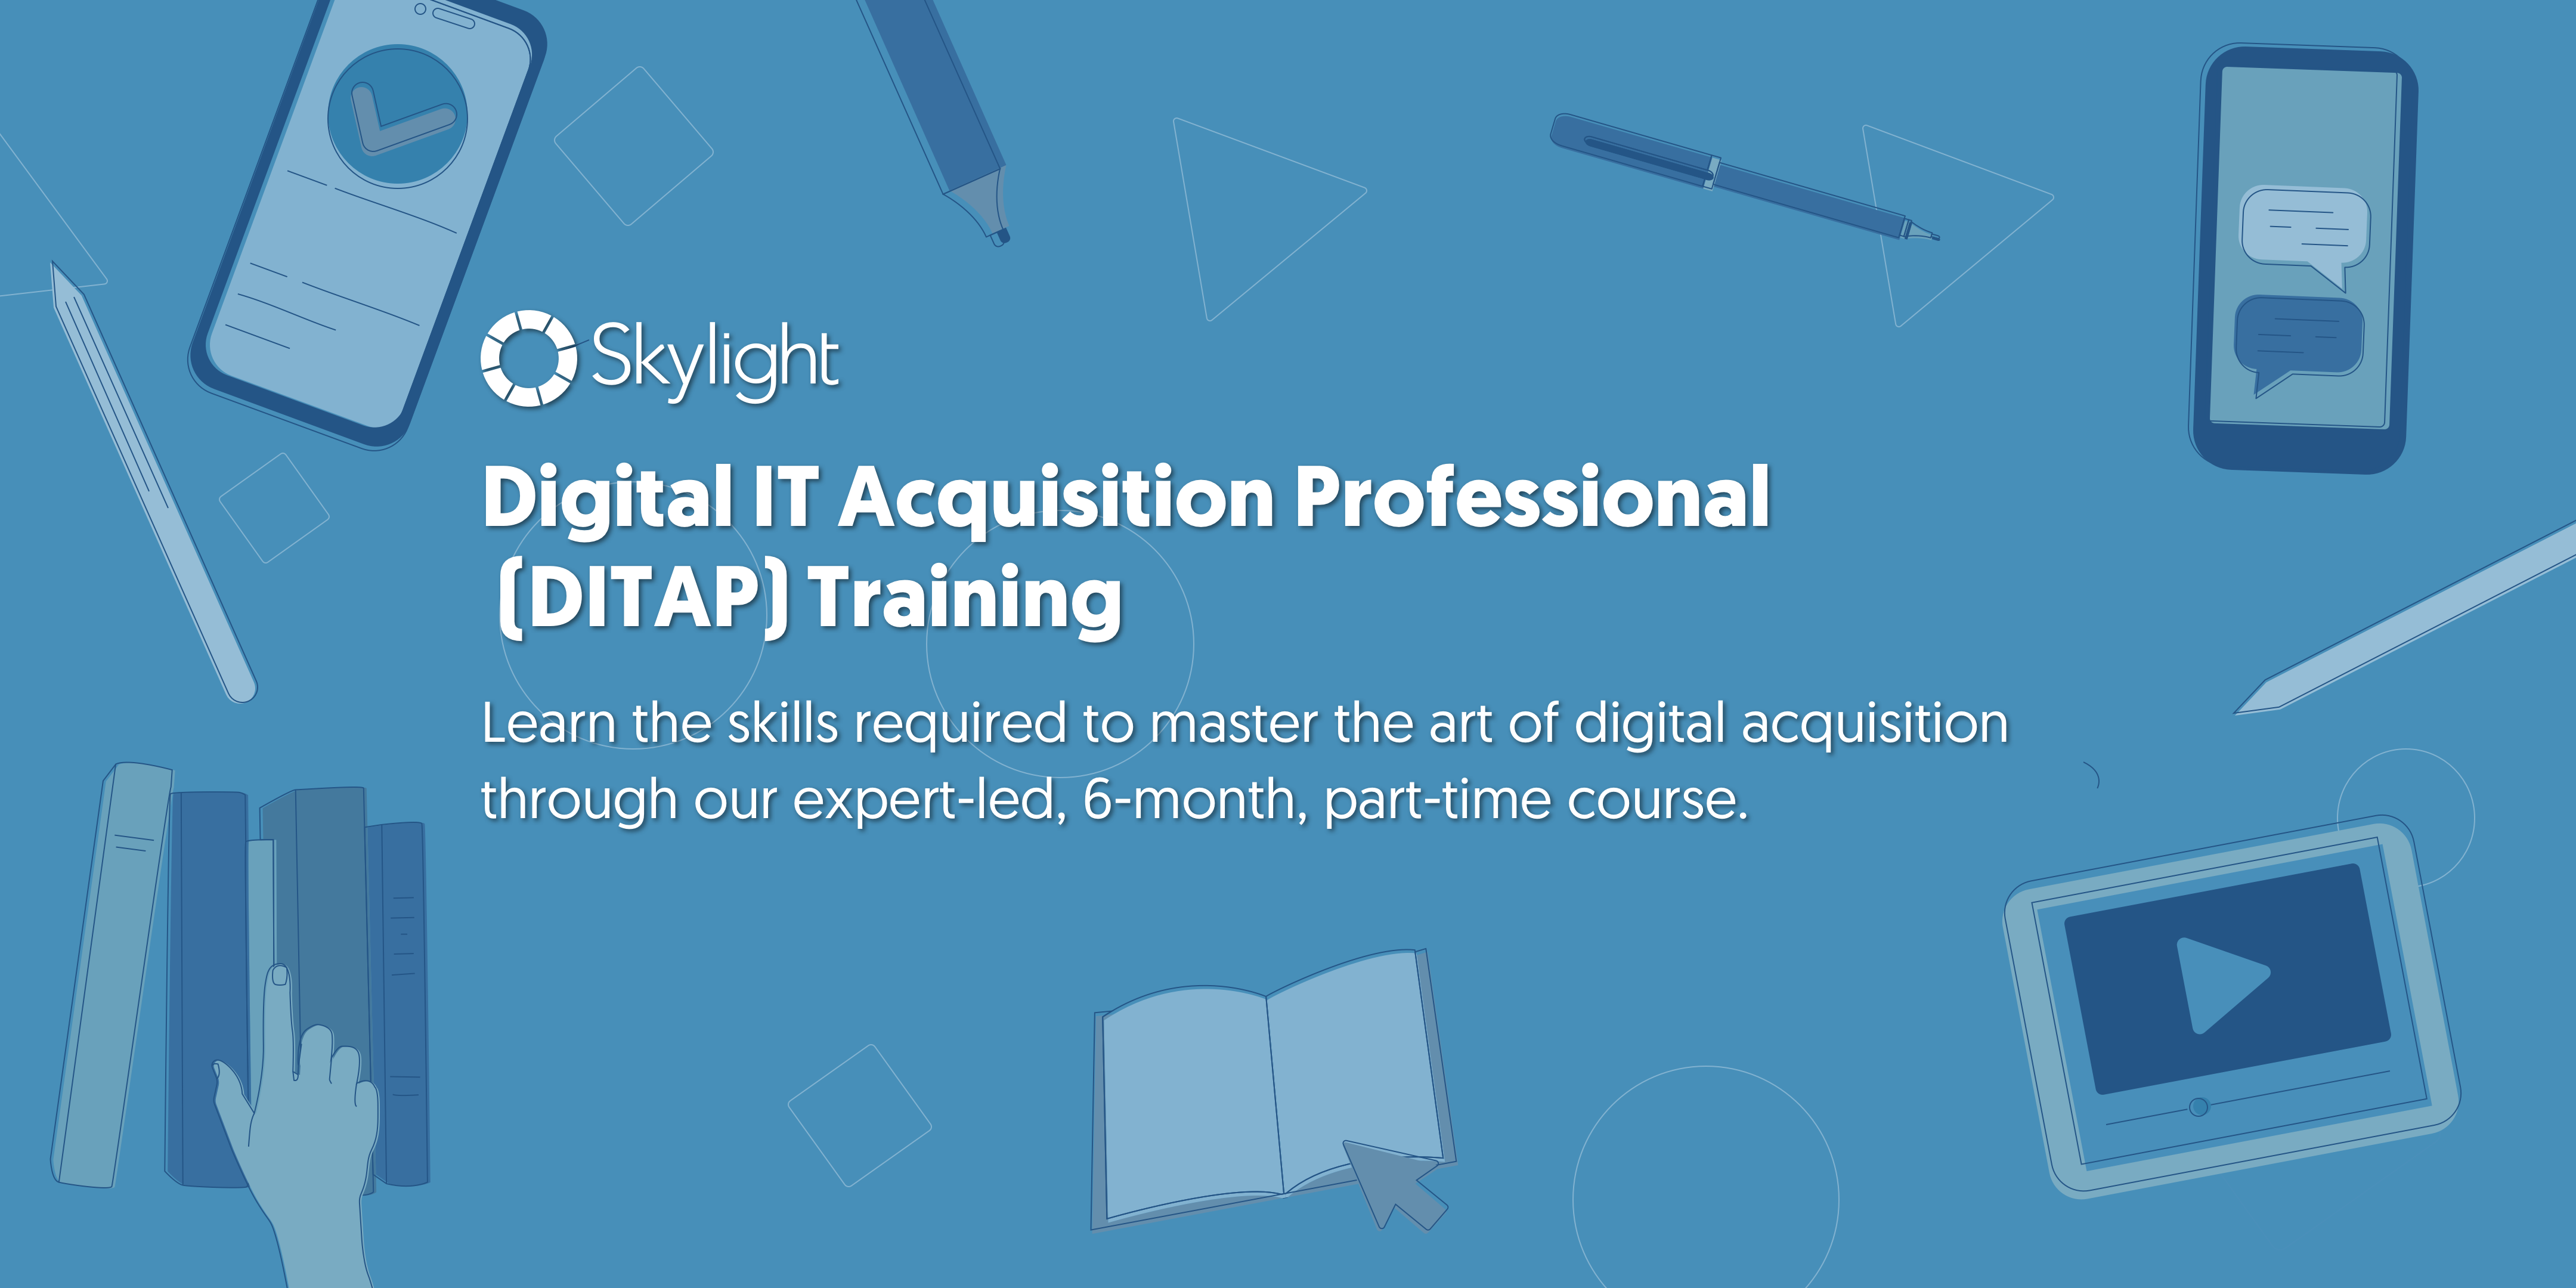 Skylight
Digital IT Acquisition Professional
(DITAP) Training
Learn the skills required to master the art of digital acquisition
through our expert-led, 6-month, part-time course.